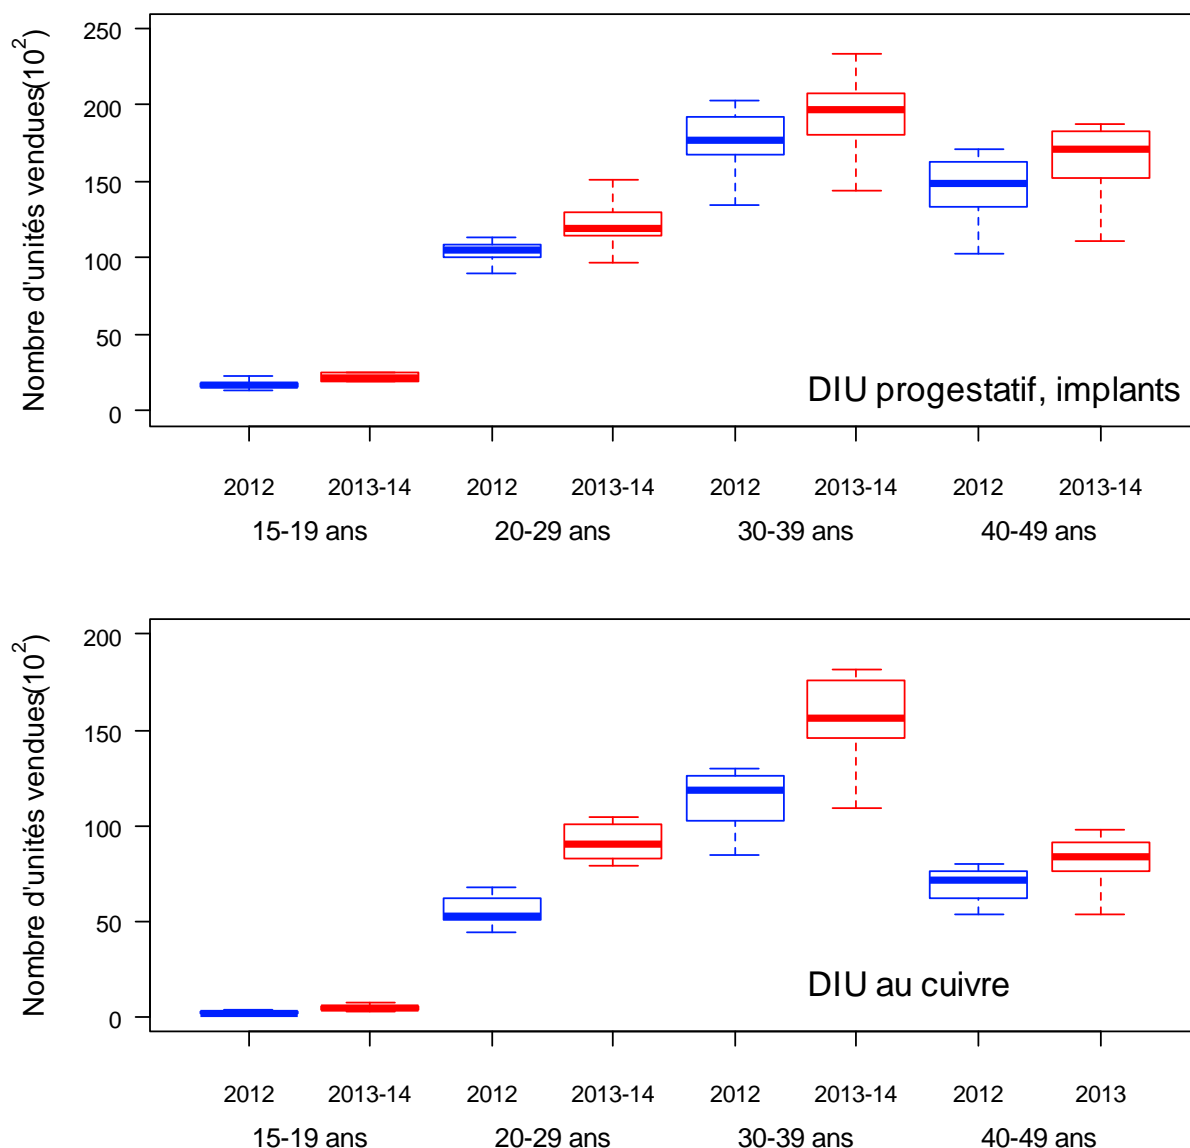 Nombre d'unités vendues(10²)
250
200
150
100
50
0
DIU progestatif, implants
2012 2013-14 2012 2013-14 2012 2013-14 2012 2013-14
15-19 ans 20-29 ans 30-39 ans 40-49 ans
Nombre d'unités vendues(10²)
200
150
100
50
0
DIU au cuivre
2012 2013-14 2012 2013-14 2012 2013-14 2012 2013
15-19 ans 20-29 ans 30-39 ans 40-49 ans